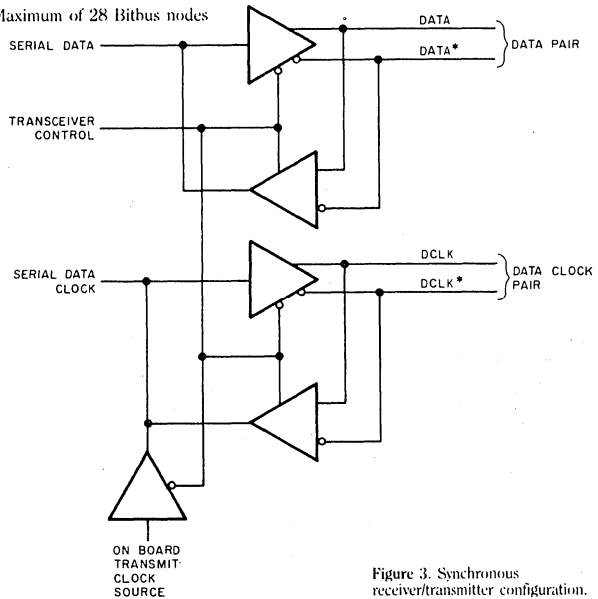 Maximum of 28 Bitbus nodes
SERIAL DATA
DATA
DATA*
DATA PAIR
TRANSCEIVER
CONTROL
SERIAL DATA
CLOCK
DCLK
DCLK*
DATA CLOCK
PAIR
ON BOARD
TRANSMIT
CLOCK
SOURCE
Figure 3. Synchronous
receiver/transmitter configuration.